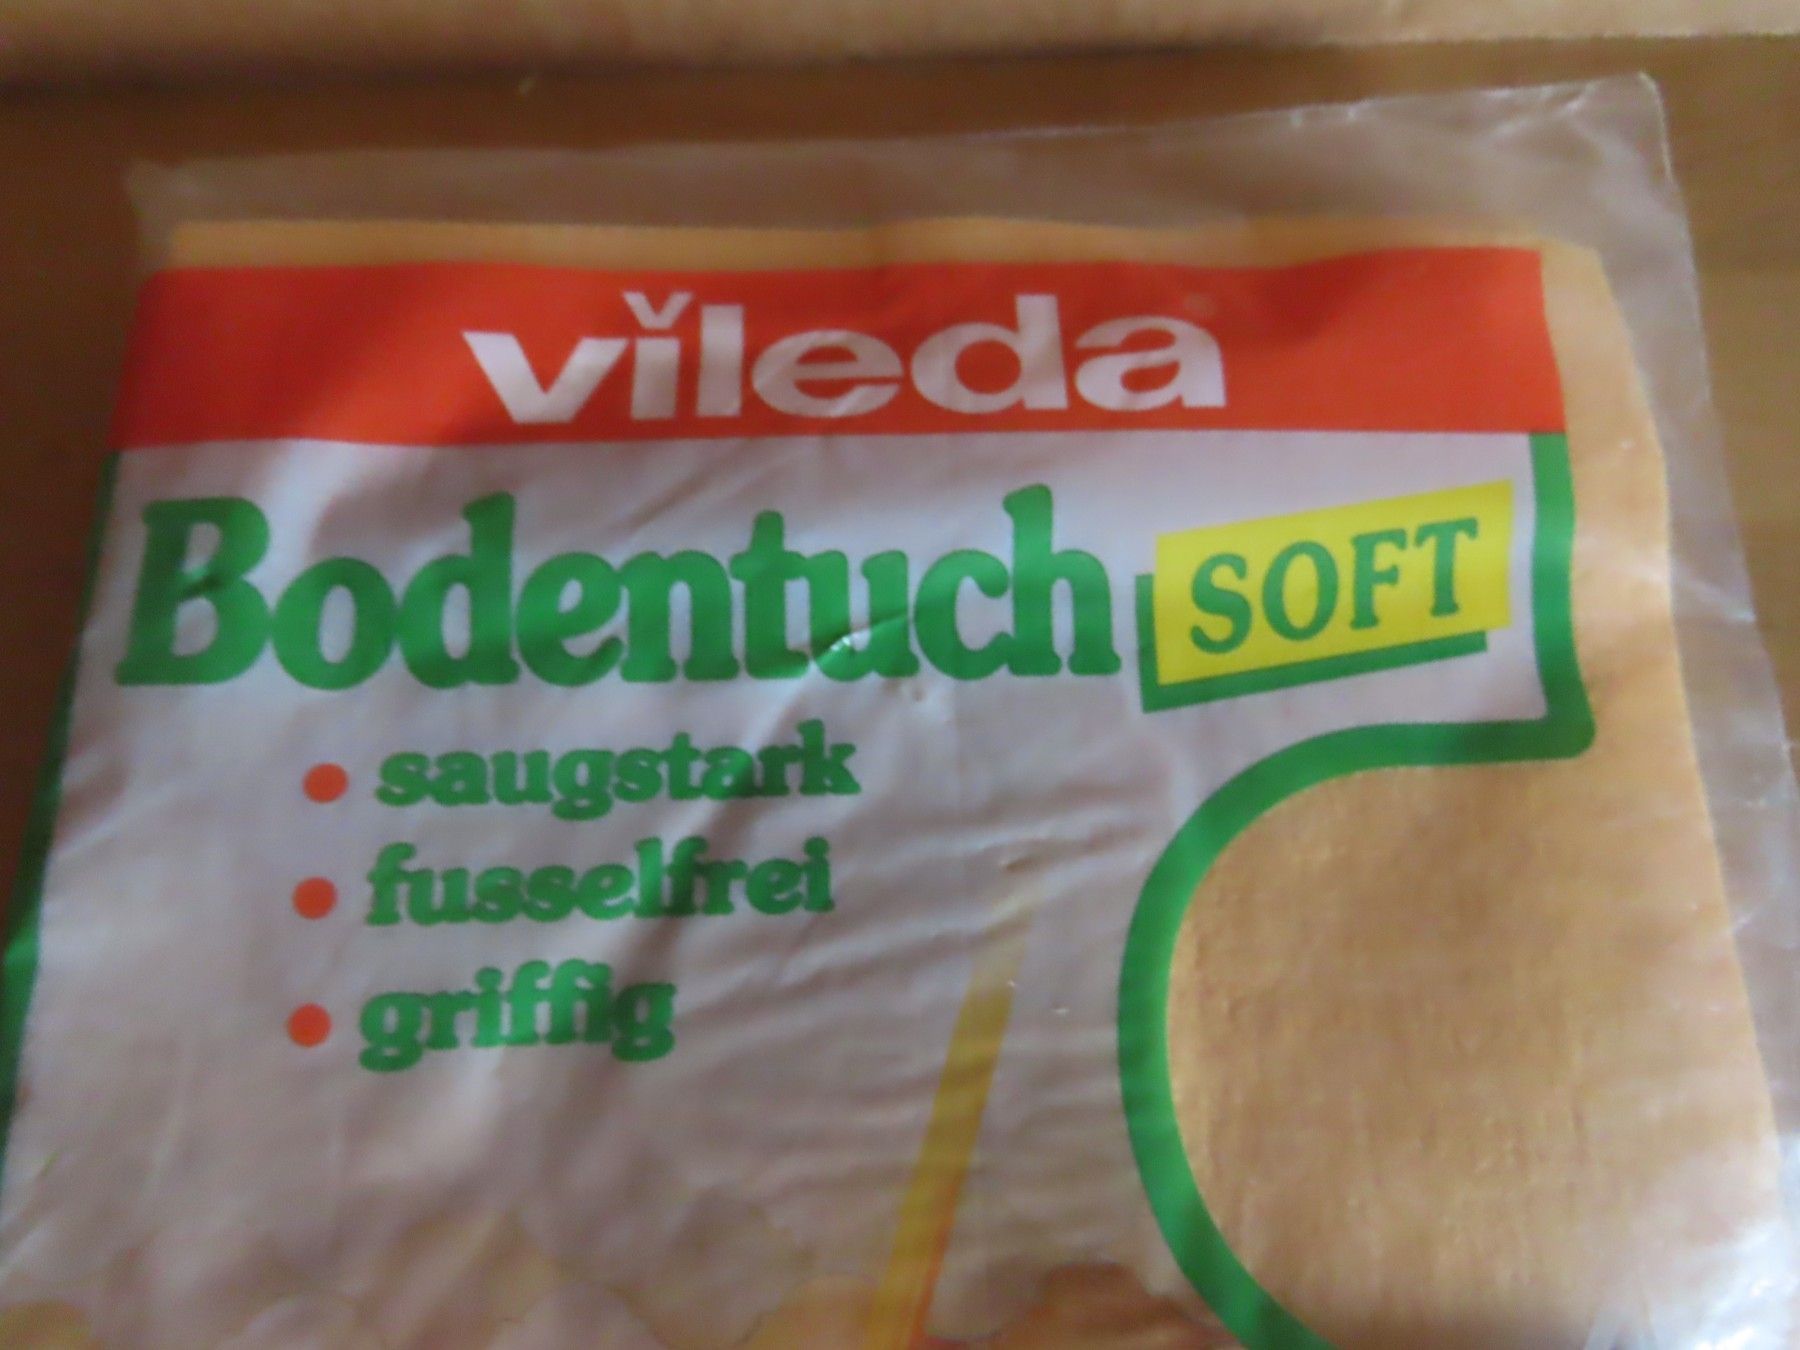 vileda
Bodentuch SOFT
saugstark
fusselfrei
griffig